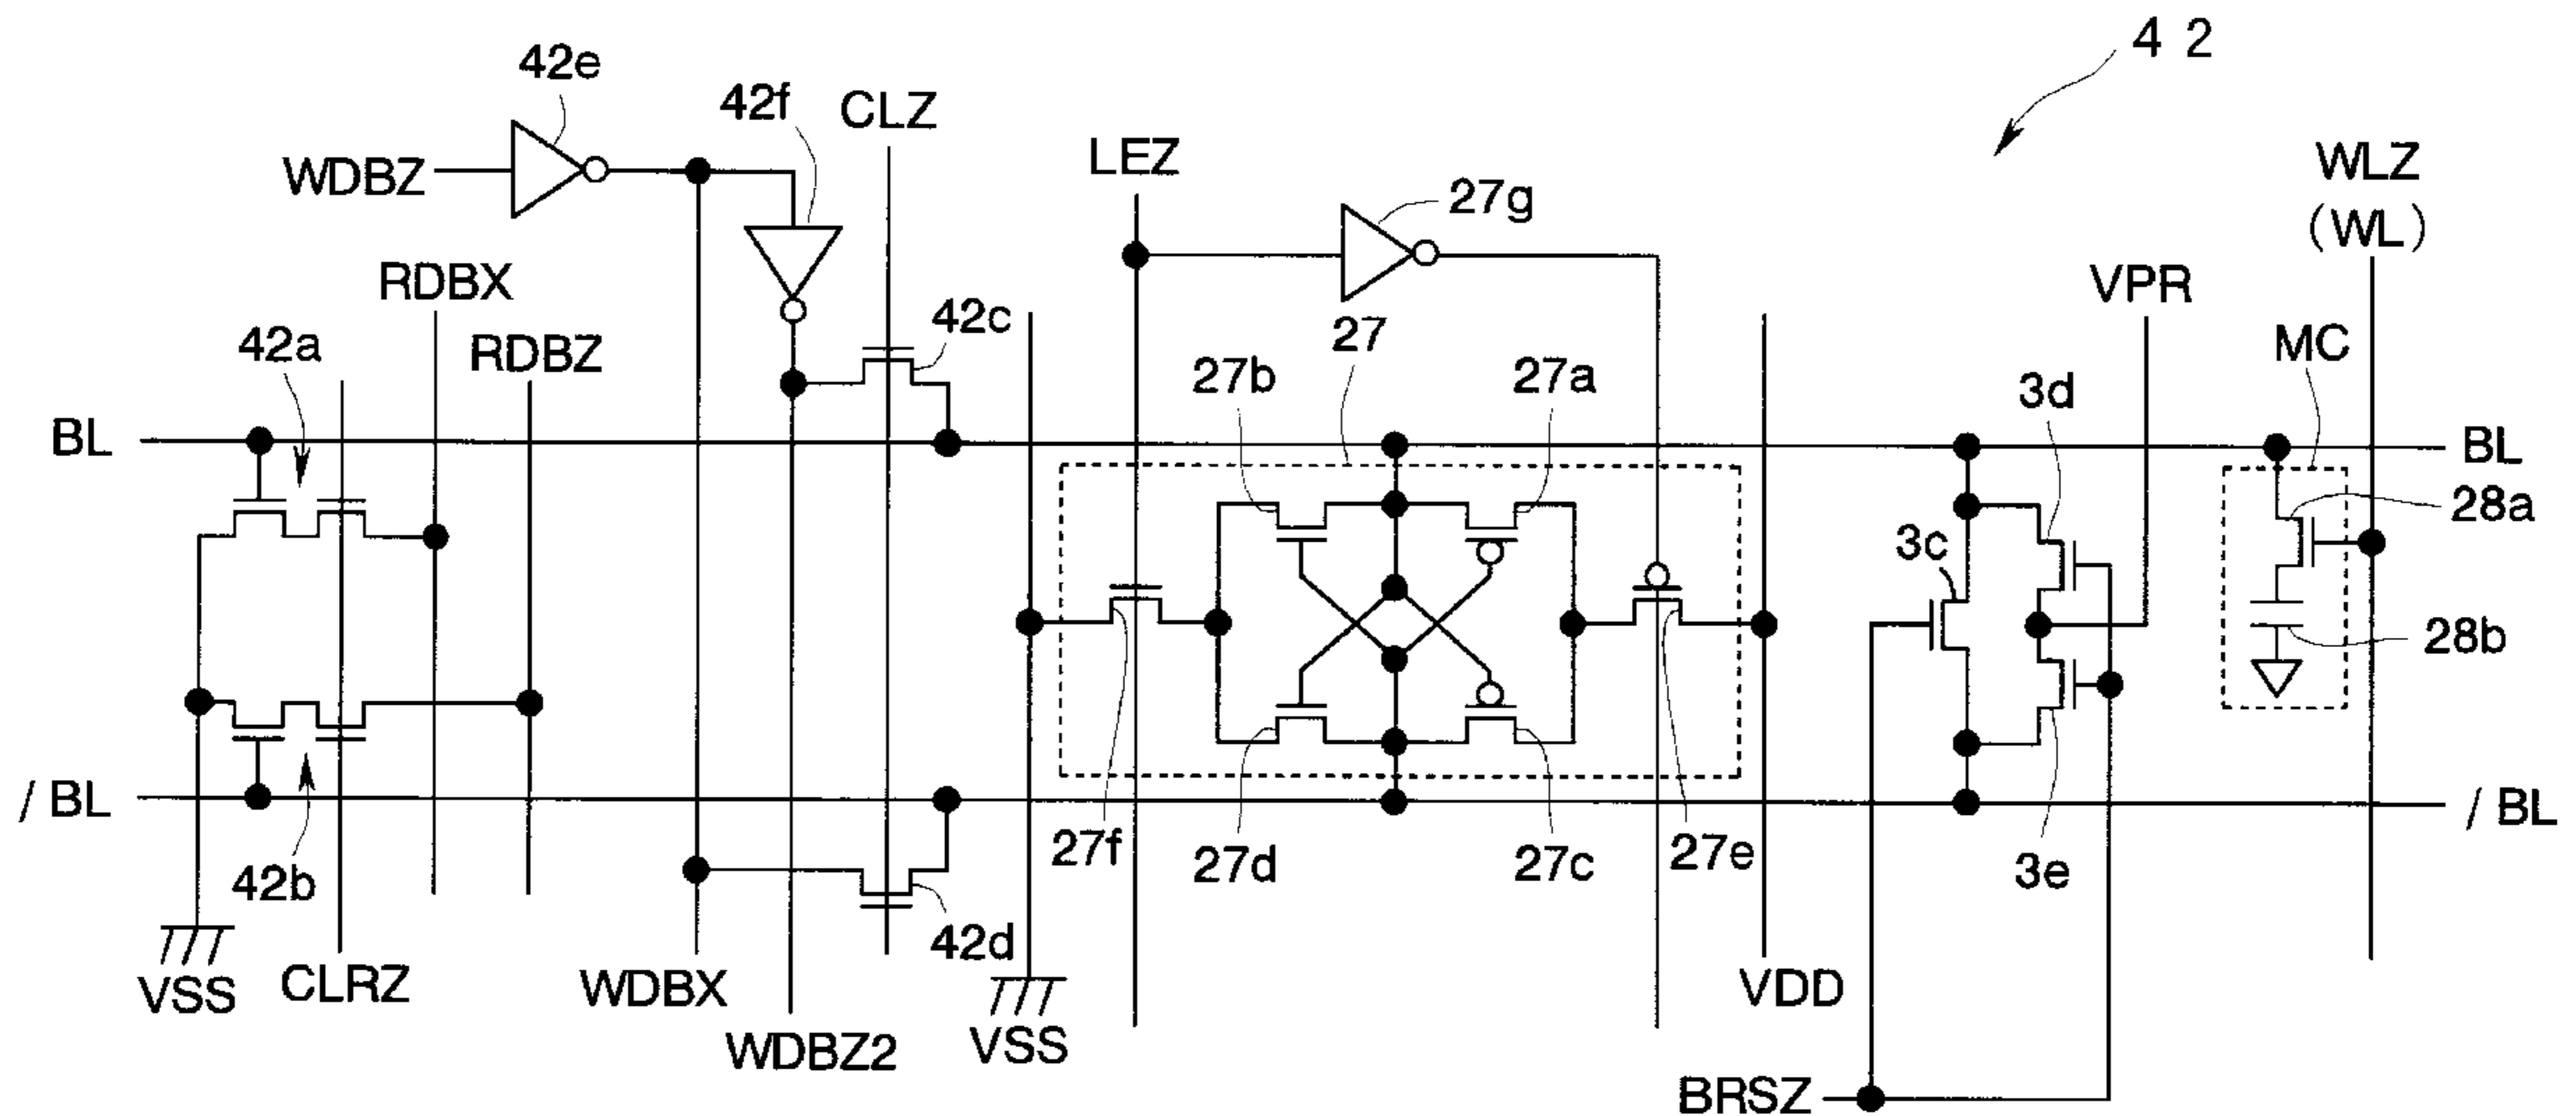 4 2
42e
42f
CLZ
WDBZ
LEZ
27g
WLZ
(WL)
RDBX
VPR
42c
27
MC
42a
RDBZ
27b
27a
3d
BL
BL
28a
3c
28b
/ BL
/ BL
27f
27d
27c
27e
3e
42b
42d
VSS
CLRZ
WDBX
VDD
WDBZ2
VSS
BRSZ